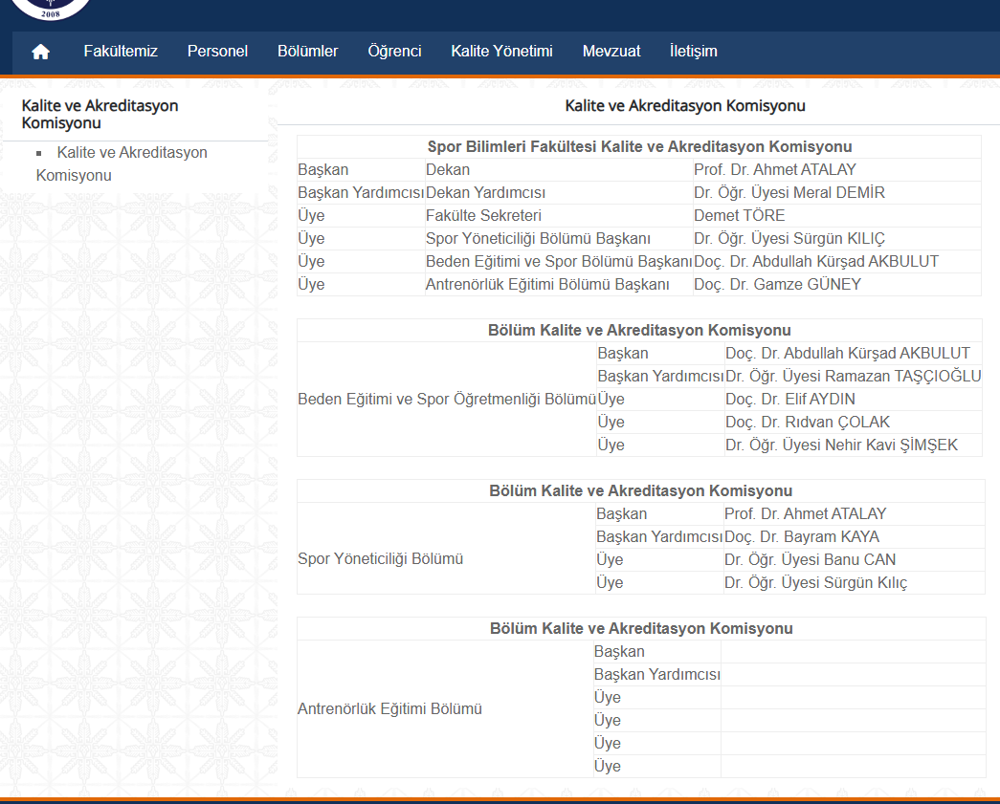 2008
Fakültemiz Personel Bölümler Öğrenci Kalite Yönetimi Mevzuat İletişim
Kalite ve Akreditasyon
Komisyonu
Kalite ve Akreditasyon
Komisyonu
Kalite ve Akreditasyon Komisyonu
Spor Bilimleri Fakültesi Kalite ve Akreditasyon Komisyonu
Başkan Dekan Prof. Dr. Ahmet ATALAY
Başkan Yardımcısı Dekan Yardımcısı Dr. Öğr. Üyesi Meral DEMİR
Üye Fakülte Sekreteri Demet TÖRE
Üye Spor Yöneticiliği Bölümü Başkanı Dr. Öğr. Üyesi Sürgün KILIÇ
Üye Beden Eğitimi ve Spor Bölümü Başkanı Doç. Dr. Abdullah Kürşad AKBULUT
Üye Antrenörlük Eğitimi Bölümü Başkanı Doç. Dr. Gamze GÜNEY
Bölüm Kalite ve Akreditasyon Komisyonu
Başkan Doç. Dr. Abdullah Kürşad AKBULUT
Başkan Yardımcısı Dr. Öğr. Üyesi Ramazan TAŞÇIOĞLU
Beden Eğitimi ve Spor Öğretmenliği Bölümü Üye Doç. Dr. Elif AYDIN
Üye Doç. Dr. Rıdvan ÇOLAK
Üye Dr. Öğr. Üyesi Nehir Kavi ŞİMŞEK
Bölüm Kalite ve Akreditasyon Komisyonu
Başkan Prof. Dr. Ahmet ATALAY
Başkan Yardımcısı Doç. Dr. Bayram KAYA
Spor Yöneticiliği Bölümü Üye Dr. Öğr. Üyesi Banu CAN
Üye Dr. Öğr. Üyesi Sürgün Kılıç
Bölüm Kalite ve Akreditasyon Komisyonu
Başkan
Başkan Yardımcısı
Üye
Antrenörlük Eğitimi Bölümü
Üye
Üye
Üye